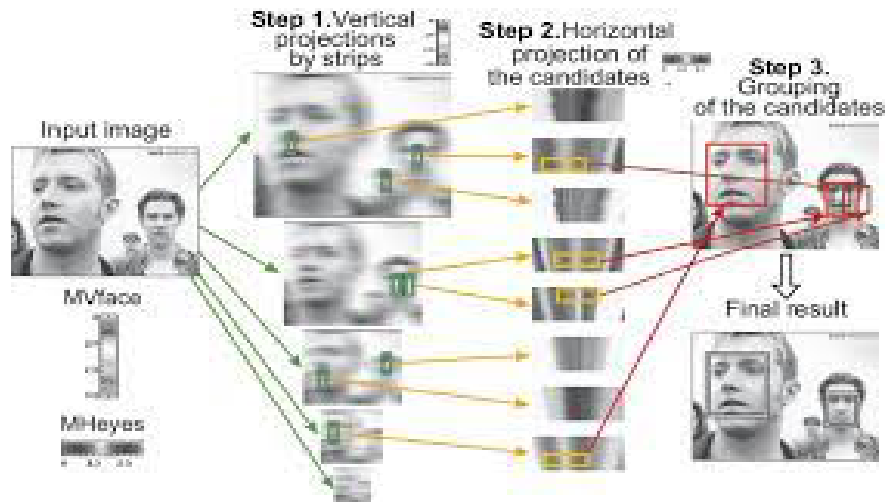 Input image
MVface
MHeyes
Step 1.Vertical
projections
by strips
Step 2.Horizontal
projection of
the candidates
Step 3.
Grouping
of the candidates
Final result